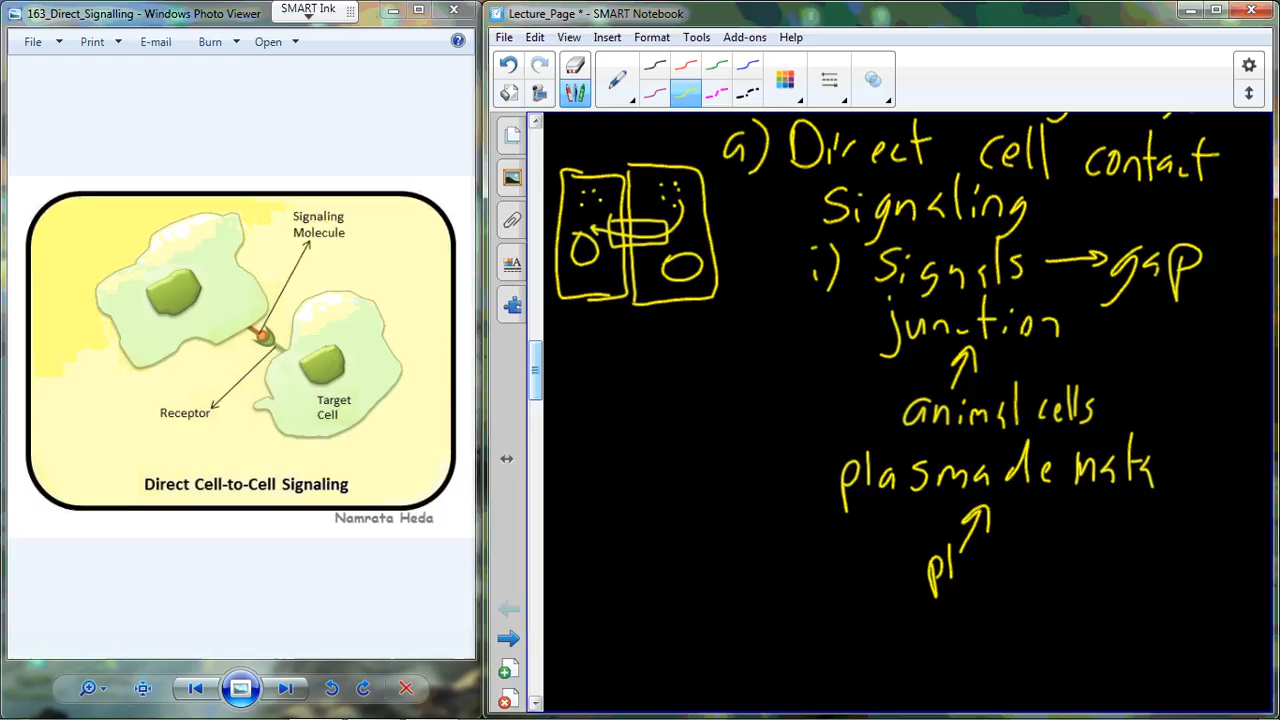 163_Direct_Signalling - Windows Photo Viewer
SMART Ink
File Print E-mail Burn Open
Signaling
Molecule
Receptor
Target
Cell
Direct Cell-to-Cell Signaling
Namrata Heda
Lecture_Page * - SMART Notebook
File Edit View Insert Format Tools Add-ons Help
a) Direct cell contact
signaling
i) signals → gap
junction
animal cells
plasmademata
pl